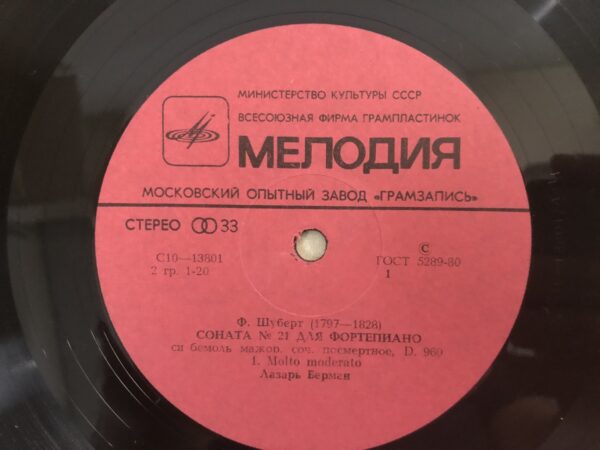 МИНИСТЕРСТВО КУЛЬТУРЫ СССР
ВСЕСОЮЗНАЯ ФИРМА ГРАМПЛАСТИНОК
МЕЛОДИЯ
МОСКОВСКИЙ ОПЫТНЫЙ ЗАВОД «ГРАМЗАПИСЬ»
СТЕРЕО 33
С10—13801
2 гр. 1-20
С
ГОСТ 5289-80
1
Ф. Шуберт (1797—1828)
СОНАТА № 21 ДЛЯ ФОРТЕПИАНО
си бемоль мажор, соч. посмертное, D. 960
1. Molto moderato
Лазарь Берман